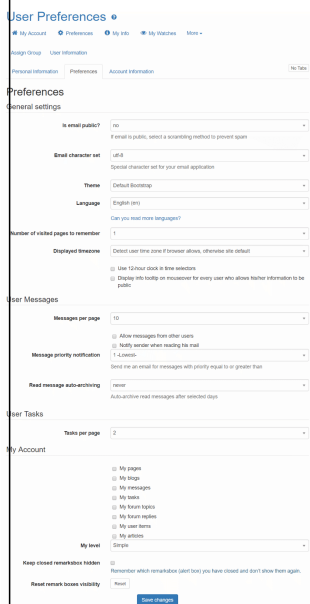 User Preferences
My Account Preferences My Info My Watches More
Assign Group User Information
Personal Information Preferences Account Information No Tabs
Preferences
General settings
Is email public? no
If email is public, select a scrambling method to prevent spam
Email character set utf-8
Special character set for your email application
Theme Default Bootstrap
Language English (en)
Can you read more languages?
Number of visited pages to remember 1
Displayed timezone Detect user time zone if browser allows, otherwise site default
Use 12-hour clock in time selectors
Display info tooltip on mouseover for every user who allows his/her information to be
public
User Messages
Messages per page 10
Allow messages from other users
Notify sender when reading his mail
Message priority notification 1 -Lowest-
Send me an email for messages with priority equal to or greater than
Read message auto-archiving never
Auto-archive read messages after selected days
User Tasks
Tasks per page 2
My Account
My pages
My blogs
My messages
My tasks
My forum topics
My forum replies
My user items
My articles
My level Simple
Keep closed remarksbox hidden
Remember which remarksbox (alert box) you have closed and don't show them again.
Reset remark boxes visibility Reset
Save changes